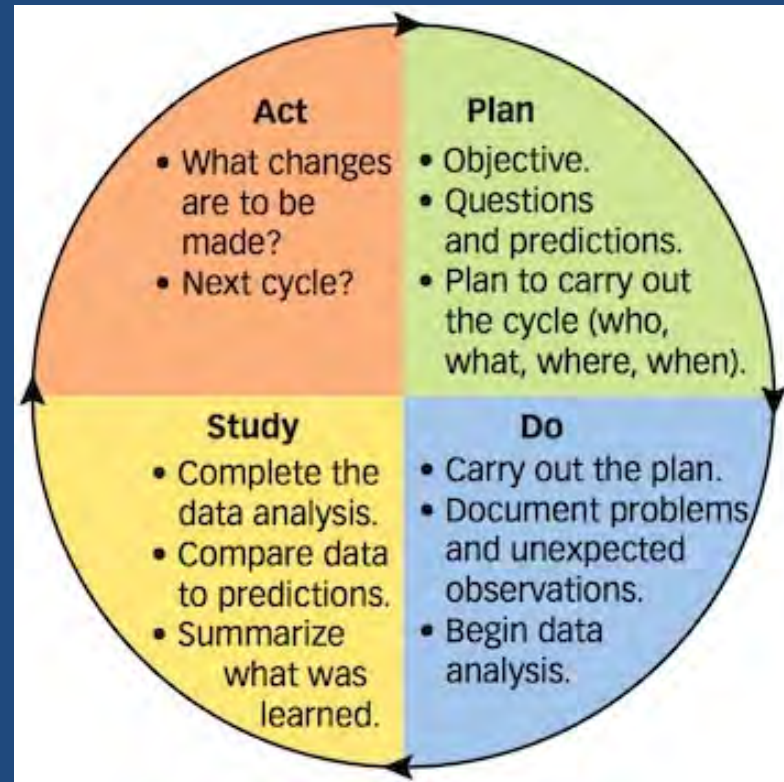 Act
• What changes
are to be
made?
• Next cycle?
Plan
• Objective.
• Questions
and predictions.
• Plan to carry out
the cycle (who,
what, where, when).
Study
• Complete the
data analysis.
• Compare data
to predictions.
• Summarize
what was
learned.
Do
• Carry out the plan.
• Document problems
and unexpected
observations.
• Begin data
analysis.